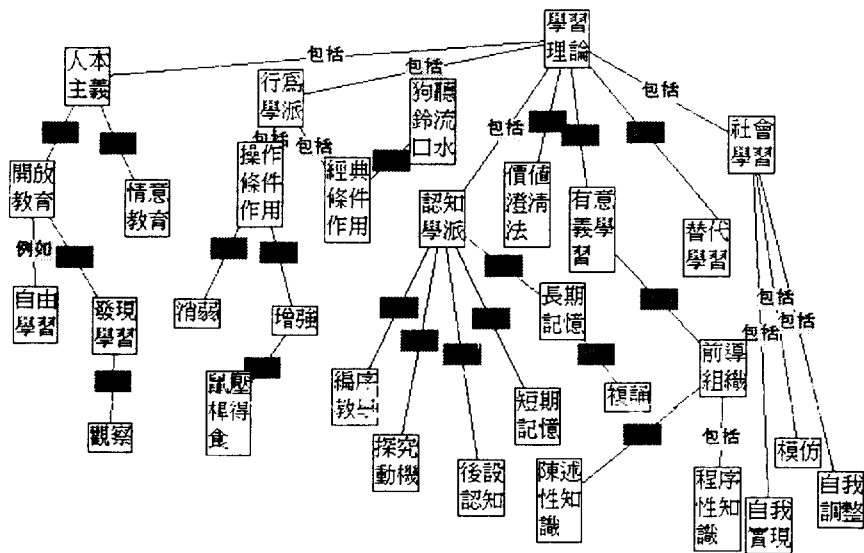 學習
理論
包括
包括
包括
包括
人本
主義
行為
學派
狗聽
鈴流
口水
社會
學習
包括
包括
操作
條件
作用
經典
條件
作用
開放
教育
情意
教育
認知
學派
價值
澄清
法
有意
義學
習
替代
學習
例如
自由
學習
發現
學習
消弱
增強
長期
記憶
包括
包括
包括
前導
組織
鼠壓
桿得
食
編序
教學
複誦
短期
記憶
觀察
探究
動機
後設
認知
陳述
性知
識
包括
程序
性知
識
模仿
自我
實現
自我
調整